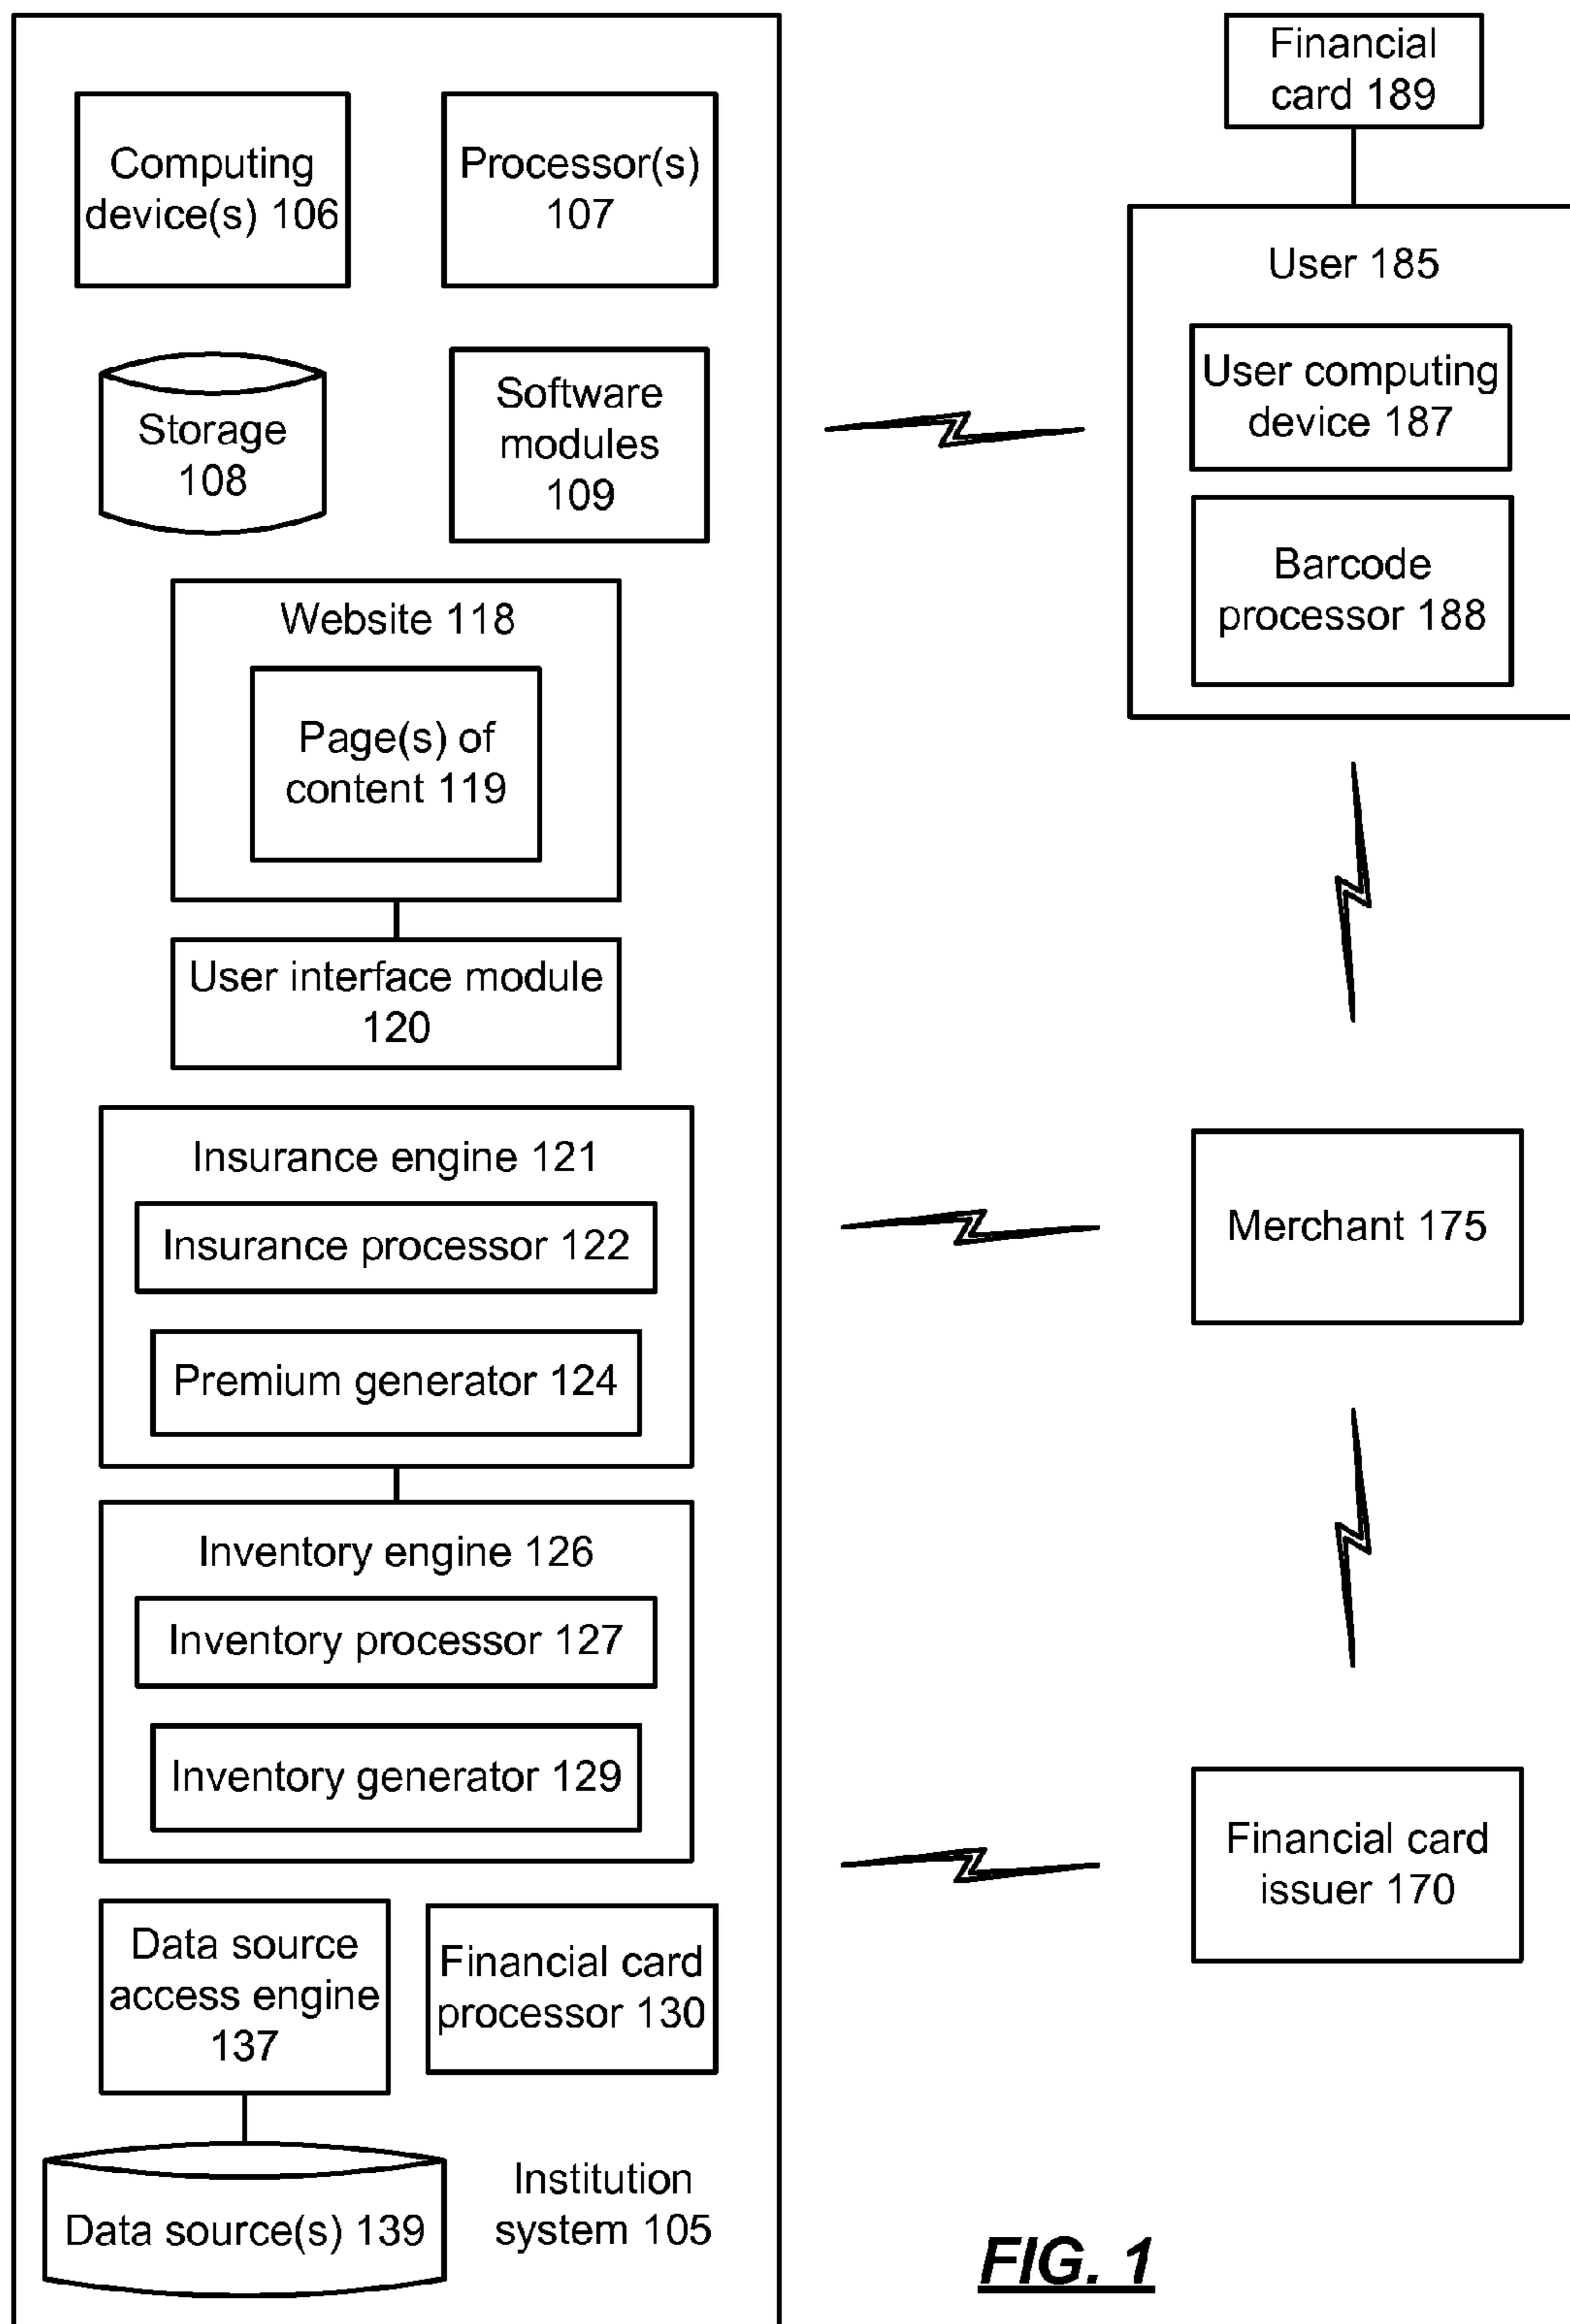 Computing
device(s) 106
Processor(s)
107
Storage
108
Software
modules
109
Website 118
Page(s) of
content 119
User interface module
120
Insurance engine 121
Insurance processor 122
Premium generator 124
Inventory engine 126
Inventory processor 127
Inventory generator 129
Data source
access engine
137
Financial card
processor 130
Data source(s) 139
Institution
system 105
Financial
card 189
User 185
User computing
device 187
Barcode
processor 188
Merchant 175
Financial card
issuer 170
FIG. 1